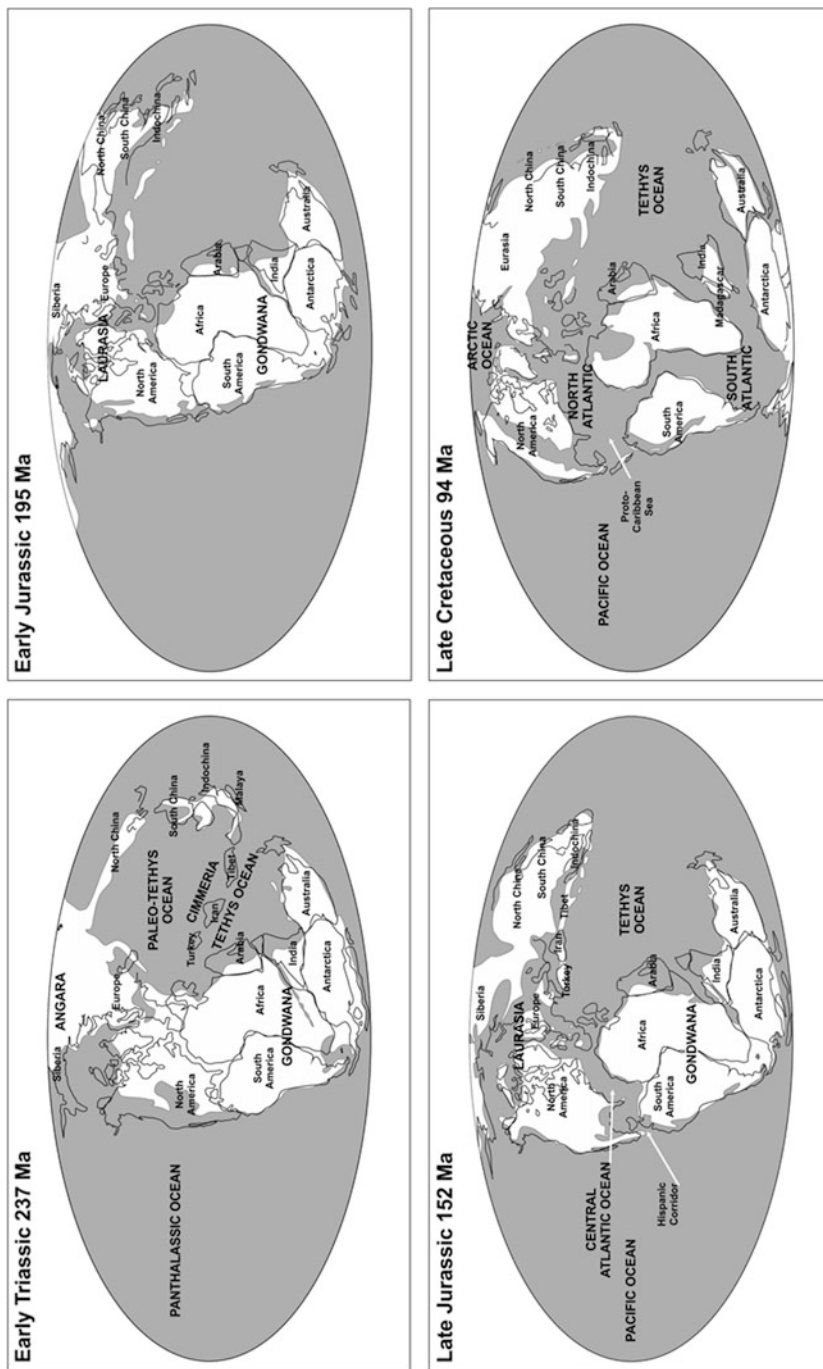 Early Triassic 237 Ma
Siberia
ANGARA
Europe
North China
PALEO-TETHYS
OCEAN
South China
Indochina
Malaya
CIMMERIA
Turkey
Iran
Tibet
TETHYS OCEAN
North
America
PANTHALASSIC OCEAN
Africa
Arabia
South
America
GONDWANA
India
Australia
Antarctica
Early Jurassic 195 Ma
Siberia
LAURASIA
Europe
North China
South China
Indochina
North
America
Africa
Arabia
South
America
GONDWANA
India
Australia
Antarctica
Late Jurassic 152 Ma
Siberia
LAURASIA
Europe
North China
South China
Indochina
Turkey
Iran
Tibet
North
America
TETHYS
OCEAN
CENTRAL
ATLANTIC OCEAN
PACIFIC OCEAN
Hispanic
Corridor
Africa
Arabia
South
America
GONDWANA
India
Australia
Antarctica
Late Cretaceous 94 Ma
ARCTIC
OCEAN
Eurasia
North China
South China
Indochina
North
America
NORTH
ATLANTIC
TETHYS
OCEAN
PACIFIC OCEAN
Proto-
Caribbean
Sea
Africa
Arabia
South
America
India
Madagascar
SOUTH
ATLANTIC
Australia
Antarctica